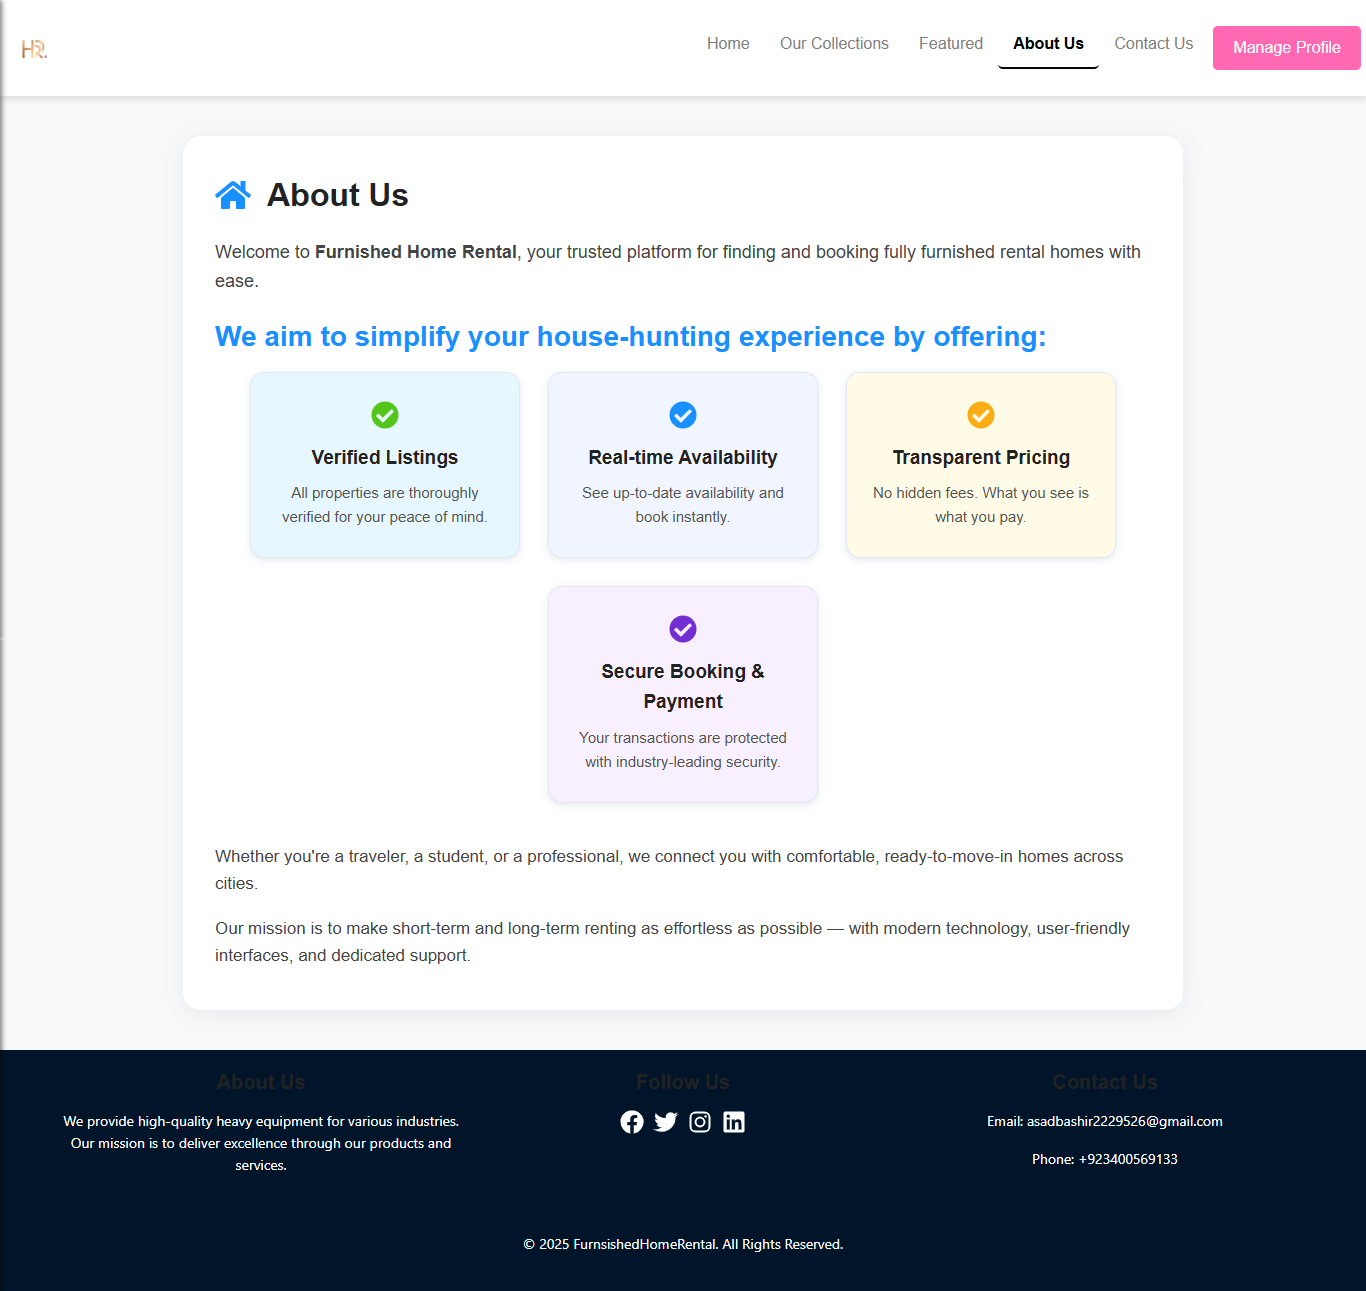 HR.
Home
Our Collections
Featured
About Us
Contact Us
Manage Profile
About Us
Welcome to Furnished Home Rental, your trusted platform for finding and booking fully furnished rental homes with
ease.
We aim to simplify your house-hunting experience by offering:
Verified Listings
All properties are thoroughly
verified for your peace of mind.
Real-time Availability
See up-to-date availability and
book instantly.
Transparent Pricing
No hidden fees. What you see is
what you pay.
Secure Booking &
Payment
Your transactions are protected
with industry-leading security.
Whether you're a traveler, a student, or a professional, we connect you with comfortable, ready-to-move-in homes across
cities.
Our mission is to make short-term and long-term renting as effortless as possible — with modern technology, user-friendly
interfaces, and dedicated support.
About Us
We provide high-quality heavy equipment for various industries.
Our mission is to deliver excellence through our products and
services.
Follow Us
Contact Us
Email: asadbashir2229526@gmail.com
Phone: +923400569133
© 2025 FurnsishedHomeRental. All Rights Reserved.